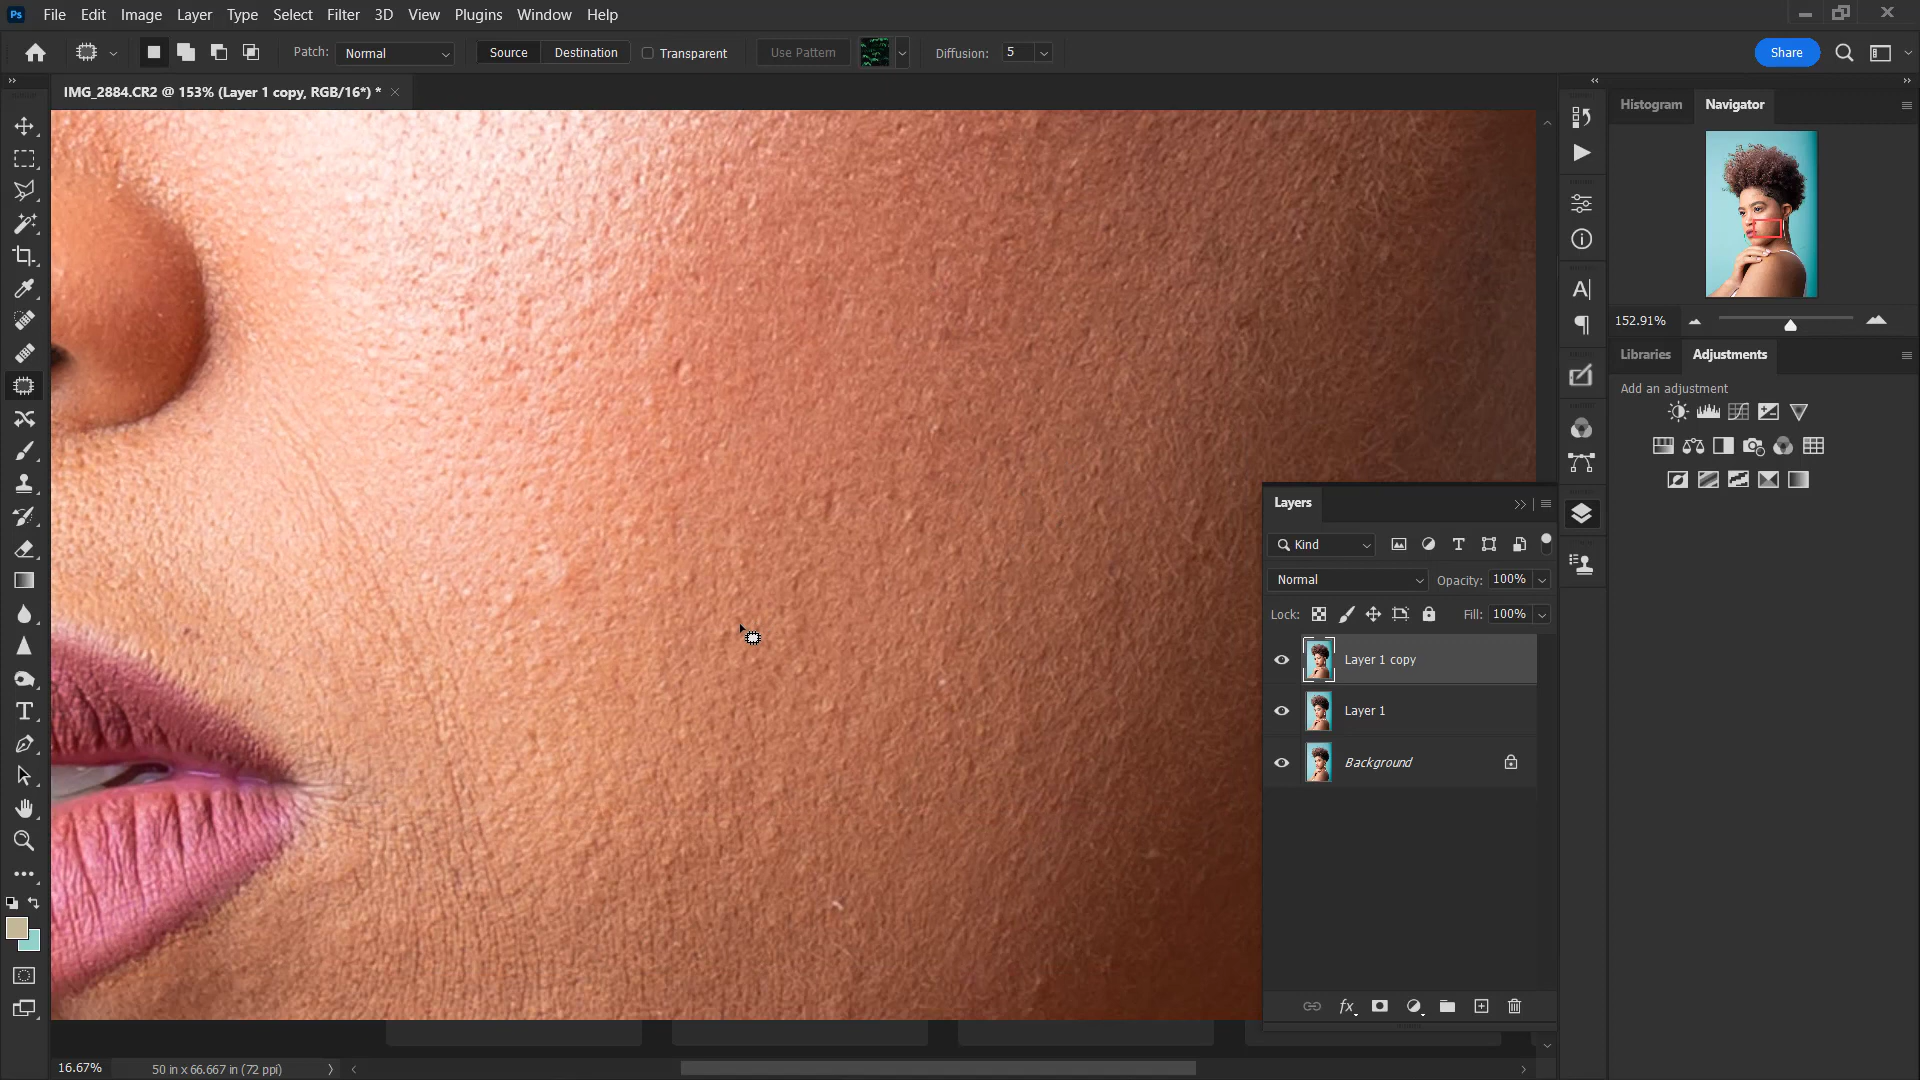 Ps File Edit Image Layer Type Select Filter 3D View Plugins Window Help
Patch: Normal Source Destination Transparent Use Pattern Diffusion: 5 Share
IMG_2884.CR2 @ 153% (Layer 1 copy, RGB/16*) *
Histogram Navigator
152.91%
Libraries Adjustments
Add an adjustment
Layers
Kind
Normal Opacity: 100%
Lock: Fill: 100%
Layer 1 copy
Layer 1
Background
16.67% 50 in x 66.667 in (72 ppi)